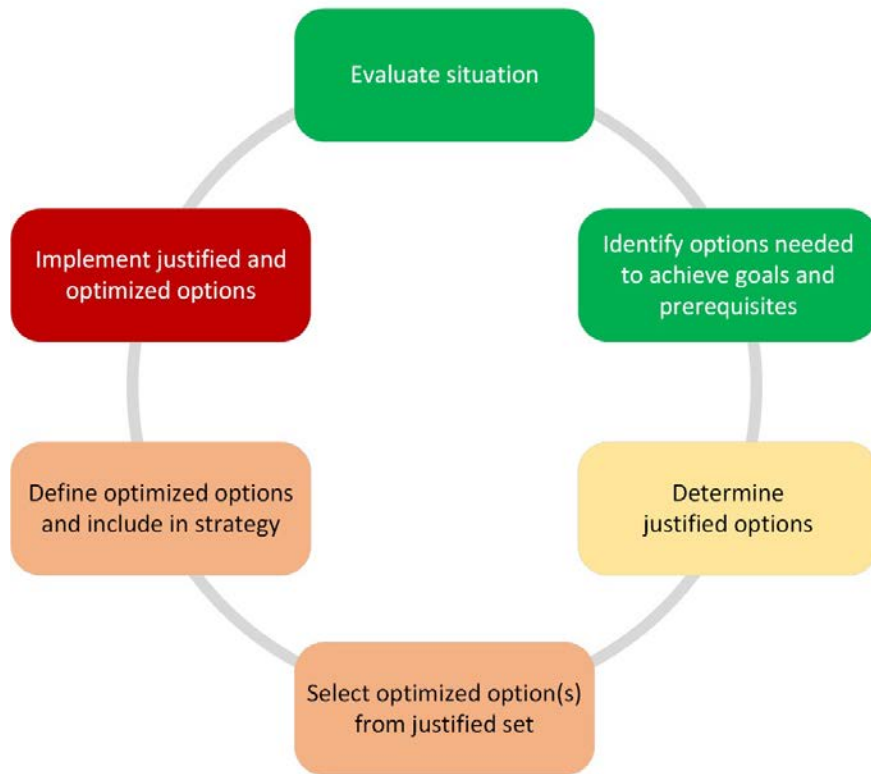 Evaluate situation
Identify options needed
to achieve goals and
prerequisites
Determine
justified options
Select optimized option(s)
from justified set
Define optimized options
and include in strategy
Implement justified and
optimized options